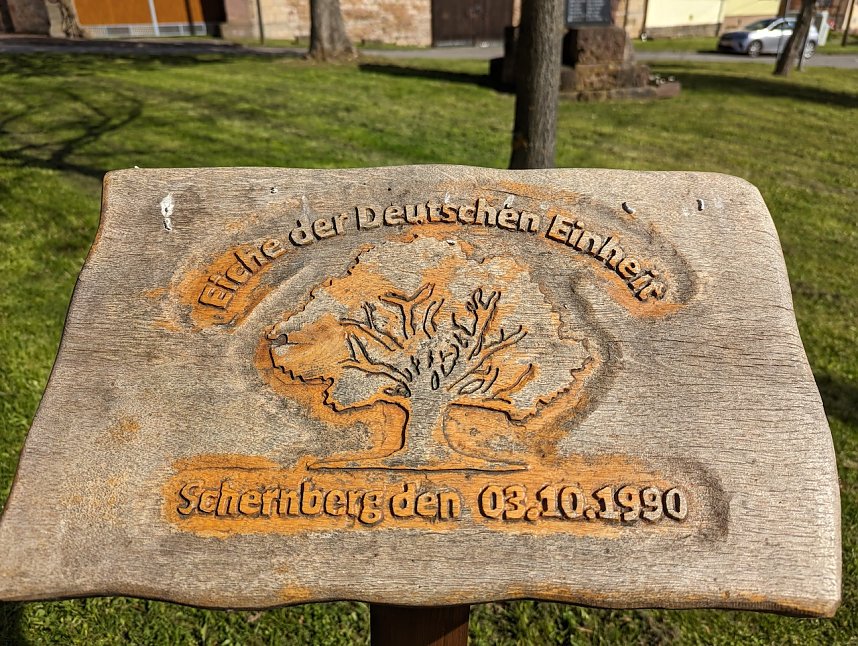 Eiche der Deutschen Einheit
Schernberg den 03.10.1990